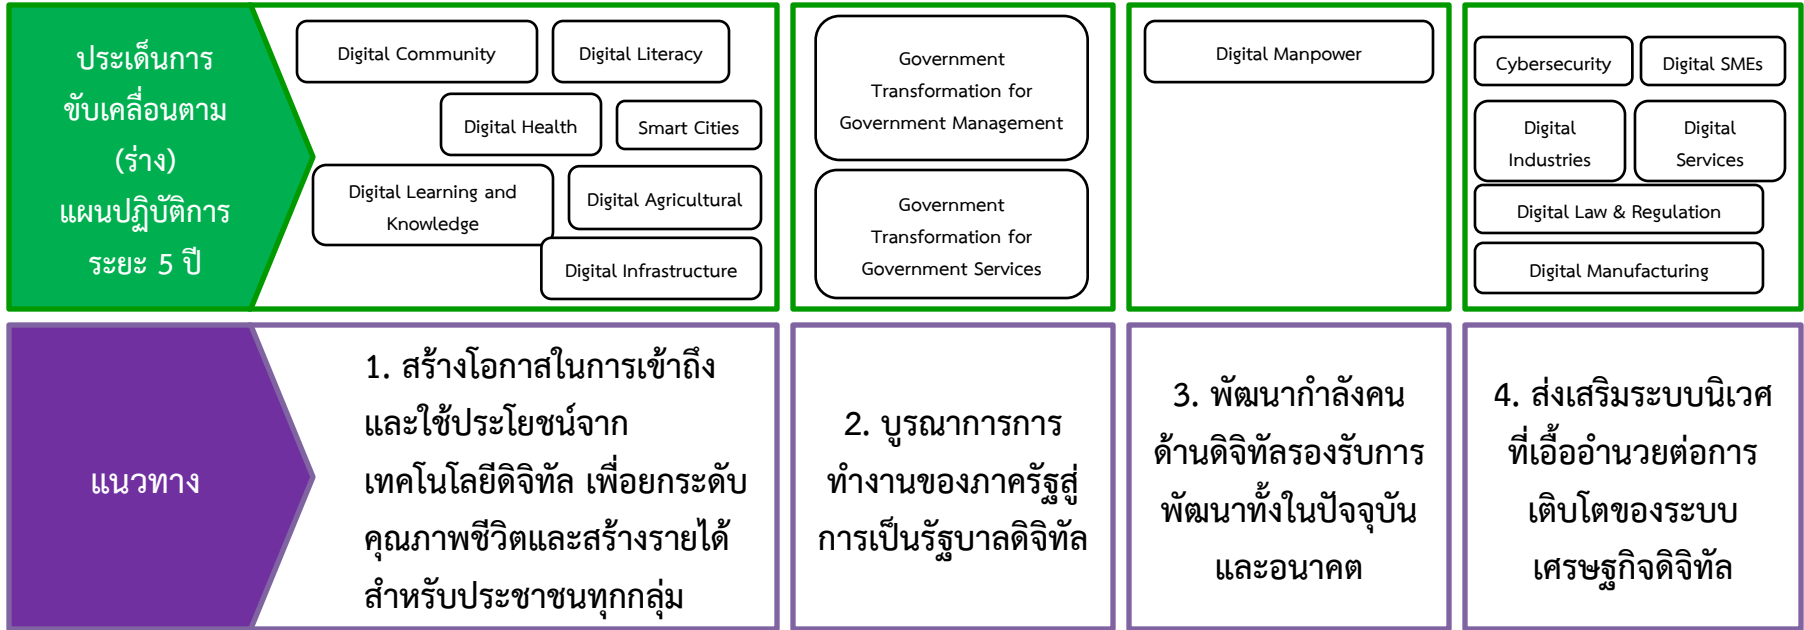 ประเด็นการ
ขับเคลื่อนตาม
(ร่าง)
แผนปฏิบัติการ
ระยะ 5 ปี
Digital Community
Digital Literacy
Digital Health
Smart Cities
Digital Learning and
Knowledge
Digital Agricultural
Digital Infrastructure
Government
Transformation for
Government Management
Government
Transformation for
Government Services
Digital Manpower
Cybersecurity
Digital SMEs
Digital
Industries
Digital
Services
Digital Law & Regulation
Digital Manufacturing
แนวทาง
1. สร้างโอกาสในการเข้าถึง
และใช้ประโยชน์จาก
เทคโนโลยีดิจิทัล เพื่อยกระดับ
คุณภาพชีวิตและสร้างรายได้
สำหรับประชาชนทุกกลุ่ม
2. บูรณาการการ
ทำงานของภาครัฐสู่
การเป็นรัฐบาลดิจิทัล
3. พัฒนากำลังคน
ด้านดิจิทัลรองรับการ
พัฒนาทั้งในปัจจุบัน
และอนาคต
4. ส่งเสริมระบบนิเวศ
ที่เอื้ออำนวยต่อการ
เติบโตของระบบ
เศรษฐกิจดิจิทัล